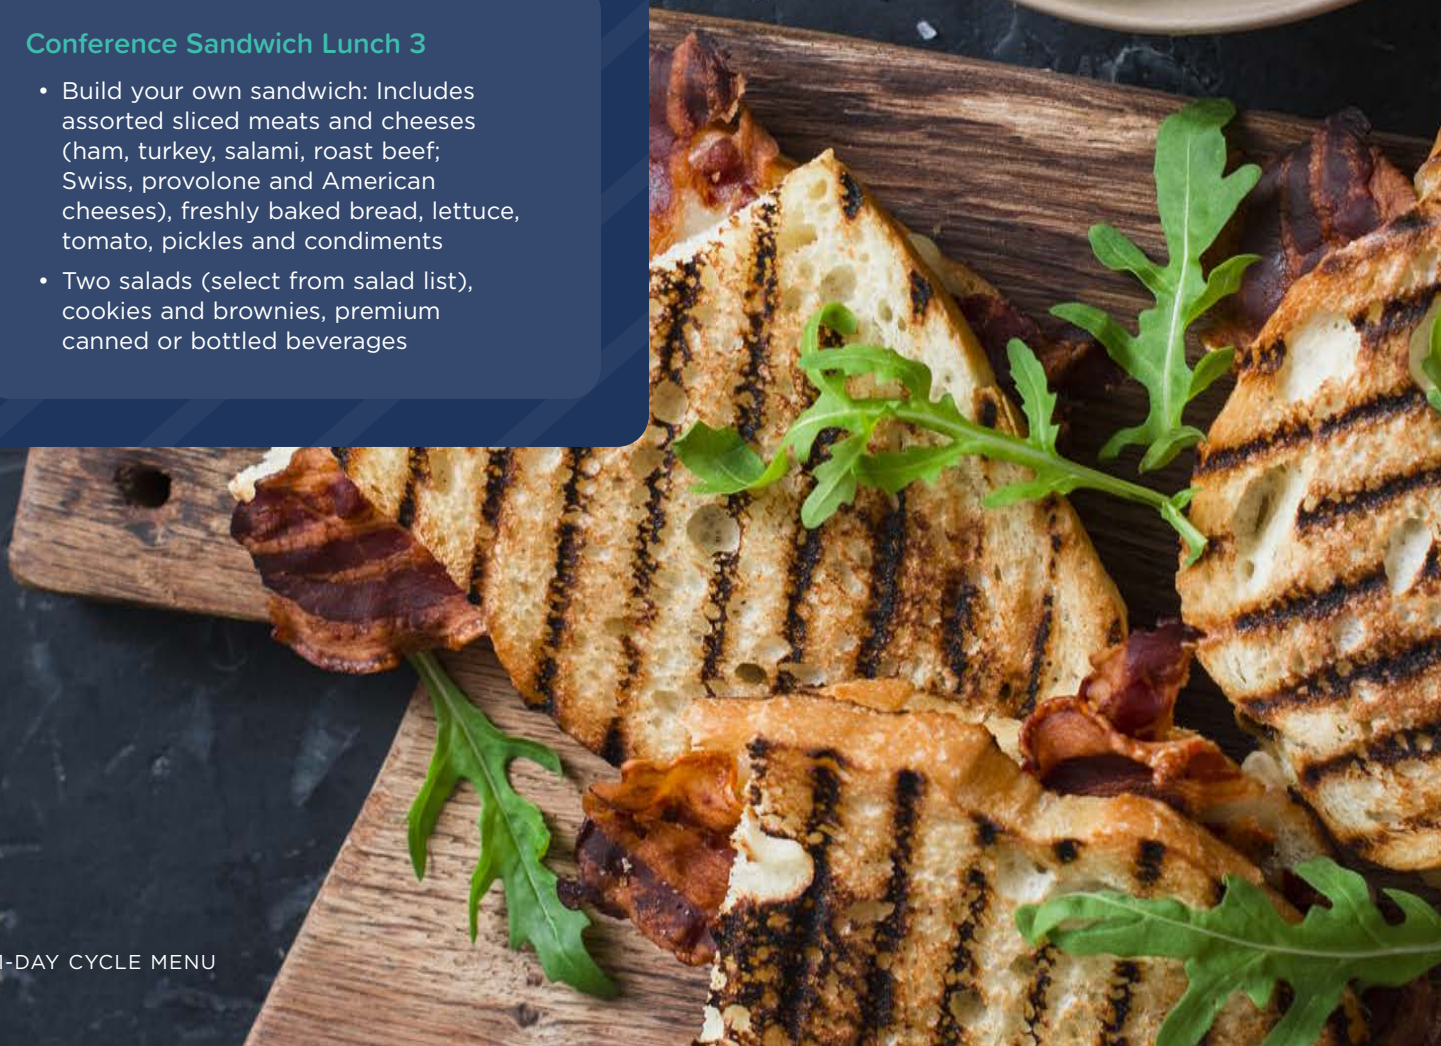 Conference Sandwich Lunch 3
• Build your own sandwich: Includes
assorted sliced meats and cheeses
(ham, turkey, salami, roast beef;
Swiss, provolone and American
cheeses), freshly baked bread, lettuce,
tomato, pickles and condiments
• Two salads (select from salad list),
cookies and brownies, premium
canned or bottled beverages
-DAY CYCLE MENU